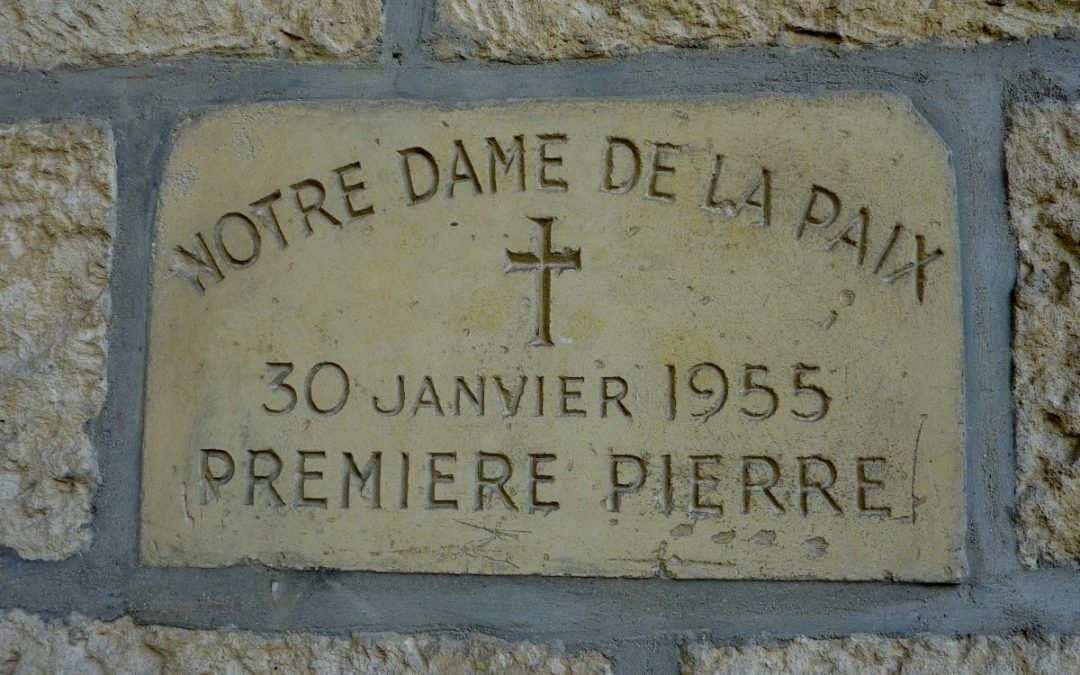 NOTRE DAME DE LA PAIX
30 JANVIER 1955
PREMIERE PIERRE